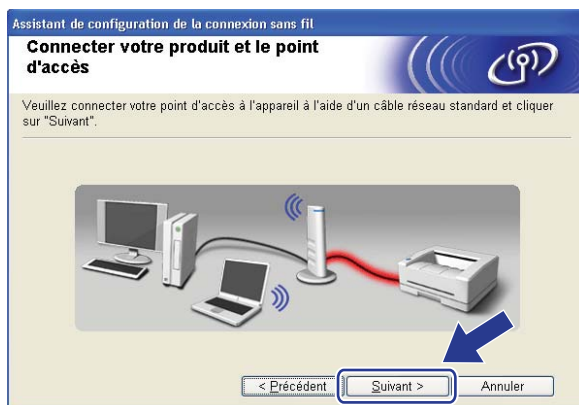 Assistant de configuration de la connexion sans fil
Connecter votre produit et le point
d'accès
Veuillez connecter votre point d'accès à l'appareil à l'aide d'un câble réseau standard et cliquer
sur "Suivant".
< Précédent
Suivant >
Annuler